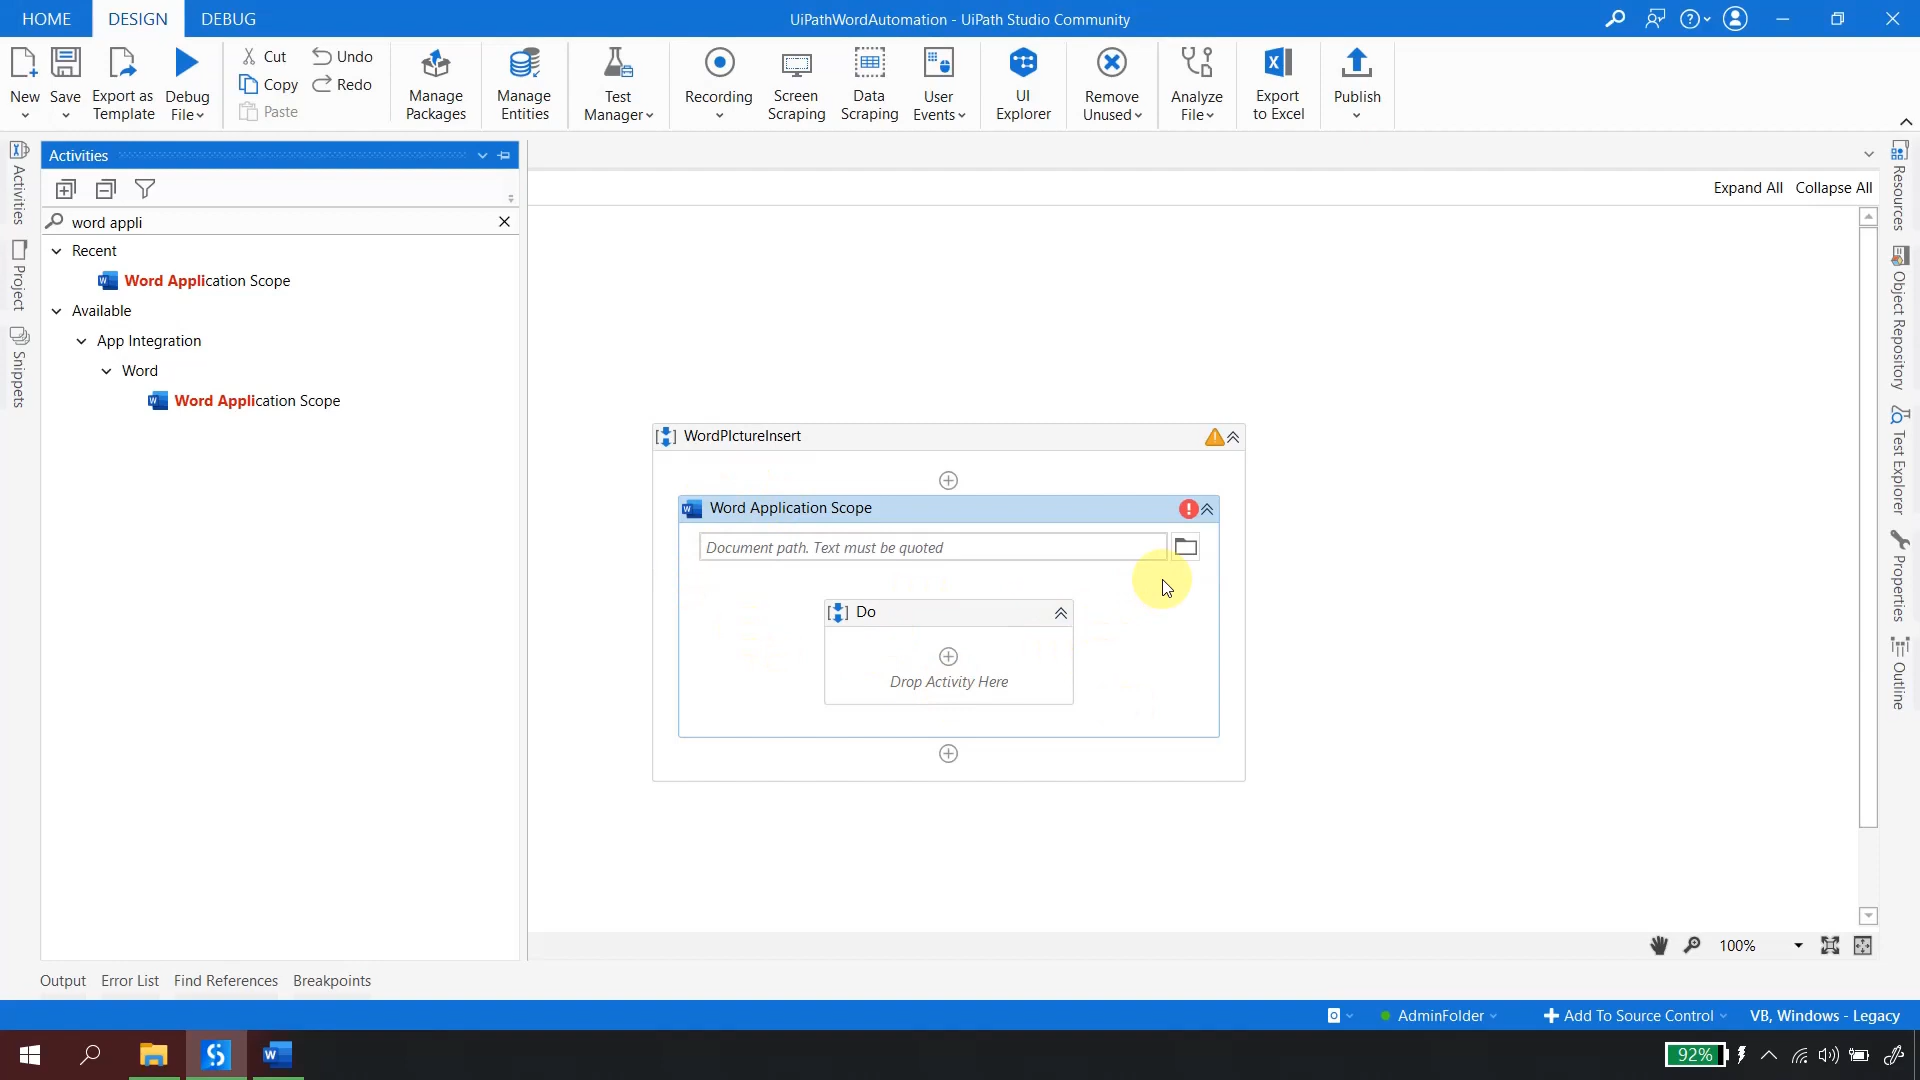 HOME DESIGN DEBUG UiPathWordAutomation - UiPath Studio Community
New Save Export as Template Debug File Cut Copy Paste Undo Redo Manage Packages Manage Entities Test Manager Recording Screen Scraping Data Scraping User Events UI Explorer Remove Unused Analyze File Export to Excel Publish
Activities
Expand All Collapse All
word appli
Recent
Word Application Scope
Available
App Integration
Word
Word Application Scope
Activities
Project
Snippets
WordPIctureInsert
Word Application Scope
Document path. Text must be quoted
Do
Drop Activity Here
Resources
Object Repository
Test Explorer
Properties
Outline
100%
Output Error List Find References Breakpoints
AdminFolder Add To Source Control VB, Windows - Legacy
92%